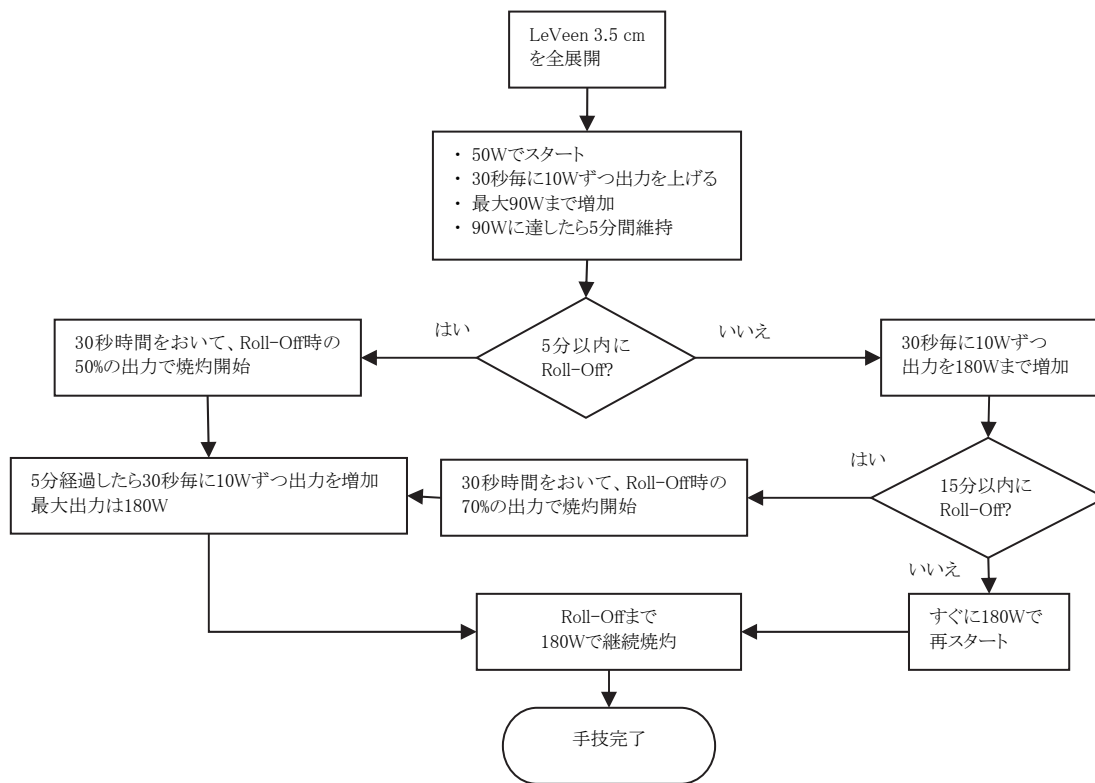 LeVeen 3.5 cm
を全展開
・ 50Wでスタート
・ 30秒毎に10Wずつ出力を上げる
・ 最大90Wまで増加
・ 90Wに達したら5分間維持
はい
いいえ
5分以内に
Roll-Off?
30秒時間をおいて、Roll-Off時の
50%の出力で焼灼開始
30秒毎に10Wずつ
出力を180Wまで増加
5分経過したら30秒毎に10Wずつ出力を増加
最大出力は180W
30秒時間をおいて、Roll-Off時の
70%の出力で焼灼開始
はい
15分以内に
Roll-Off?
いいえ
Roll-Offまで
180Wで継続焼灼
すぐに180Wで
再スタート
手技完了